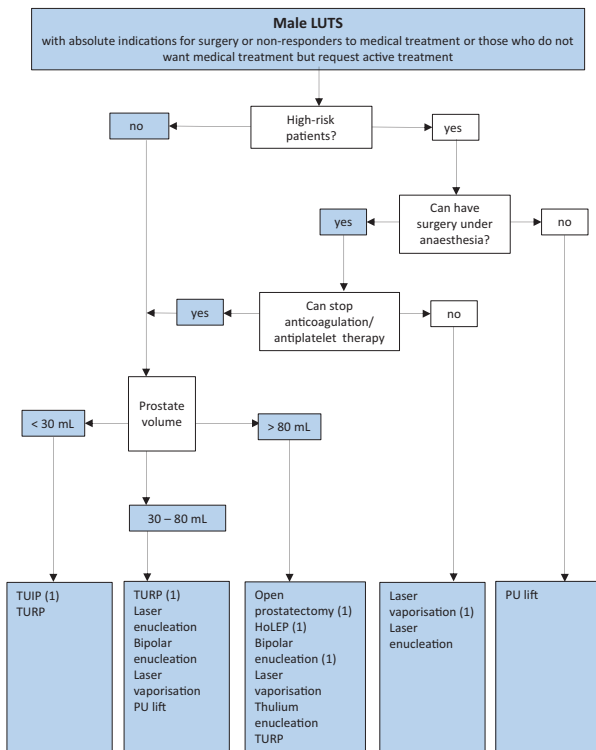 Male LUTS
with absolute indications for surgery or non-responders to medical treatment or those who do not
want medical treatment but request active treatment
High-risk
patients?
no
yes
Can have
surgery under
anaesthesia?
yes
no
Can stop
anticoagulation/
antiplatelet therapy
yes
no
Prostate
volume
< 30 mL
> 80 mL
30 – 80 mL
TUIP (1)
TURP
TURP (1)
Laser
enucleation
Bipolar
enucleation
Laser
vaporisation
PU lift
Open
prostatectomy (1)
HoLEP (1)
Bipolar
enucleation (1)
Laser
vaporisation
Thulium
enucleation
TURP
Laser
vaporisation (1)
Laser
enucleation
PU lift